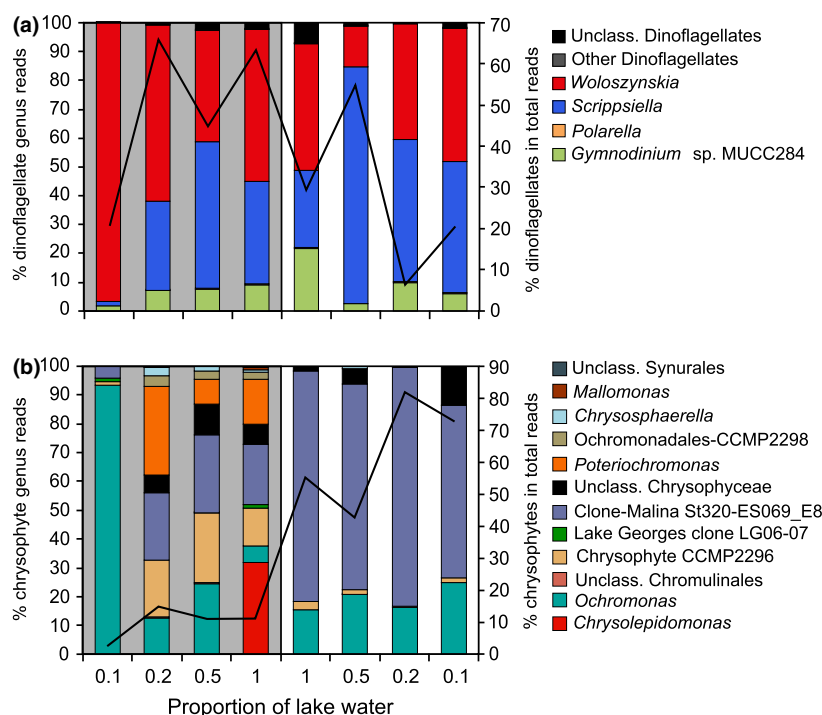 (a)
% dinoflagellate genus reads
100
90
80
70
60
50
40
30
20
10
0
70
60
50
40
30
20
10
0
% dinoflagellates in total reads
Unclass. Dinoflagellates
Other Dinoflagellates
Woloszynskia
Scrippsiella
Polarella
Gymnodinium sp. MUCC284
(b)
% chrysophyte genus reads
100
90
80
70
60
50
40
30
20
10
0
90
80
70
60
50
40
30
20
10
0
% chrysophytes in total reads
Unclass. Synurales
Mallomonas
Chrysosphaerella
Ochromonadales-CCMP2298
Poteriochromonas
Unclass. Chrysophyceae
Clone-Malina St320-ES069_E8
Lake Georges clone LG06-07
Chrysophyte CCMP2296
Unclass. Chromulinales
Ochromonas
Chrysolepidomonas
0.1 0.2 0.5 1 1 0.5 0.2 0.1
Proportion of lake water